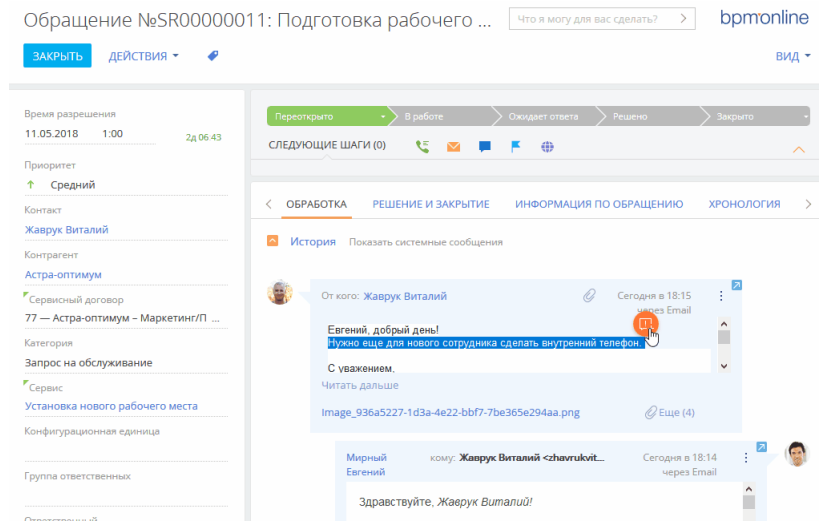 Обращение №SR00000011: Подготовка рабочего ...
Что я могу для вас сделать?
bpmonline
ЗАКРЫТЬ
ДЕЙСТВИЯ
ВИД
Время разрешения
11.05.2018 1:00 2д 06:43
Приоритет
Средний
Контакт
Жаврук Виталий
Контрагент
Астра-оптимум
Сервисный договор
77 — Астра-оптимум – Маркетинг/П ...
Категория
Запрос на обслуживание
Сервис
Установка нового рабочего места
Конфигурационная единица
Группа ответственных
Ответственный
Переоткрыто
В работе
Ожидает ответа
Решено
Закрыто
СЛЕДУЮЩИЕ ШАГИ (0)
ОБРАБОТКА
РЕШЕНИЕ И ЗАКРЫТИЕ
ИНФОРМАЦИЯ ПО ОБРАЩЕНИЮ
ХРОНОЛОГИЯ
История Показать системные сообщения
От кого: Жаврук Виталий
Сегодня в 18:15
через Email
Евгений, добрый день!
Нужно еще для нового сотрудника сделать внутренний телефон.
С уважением,
Читать дальше
Image_936a5227-1d3a-4e22-bbf7-7be365e294aa.png
Еще (4)
Мирный
Евгений
кому: Жаврук Виталий <zhavrukvit...
Сегодня в 18:14
через Email
Здравствуйте, Жаврук Виталий!